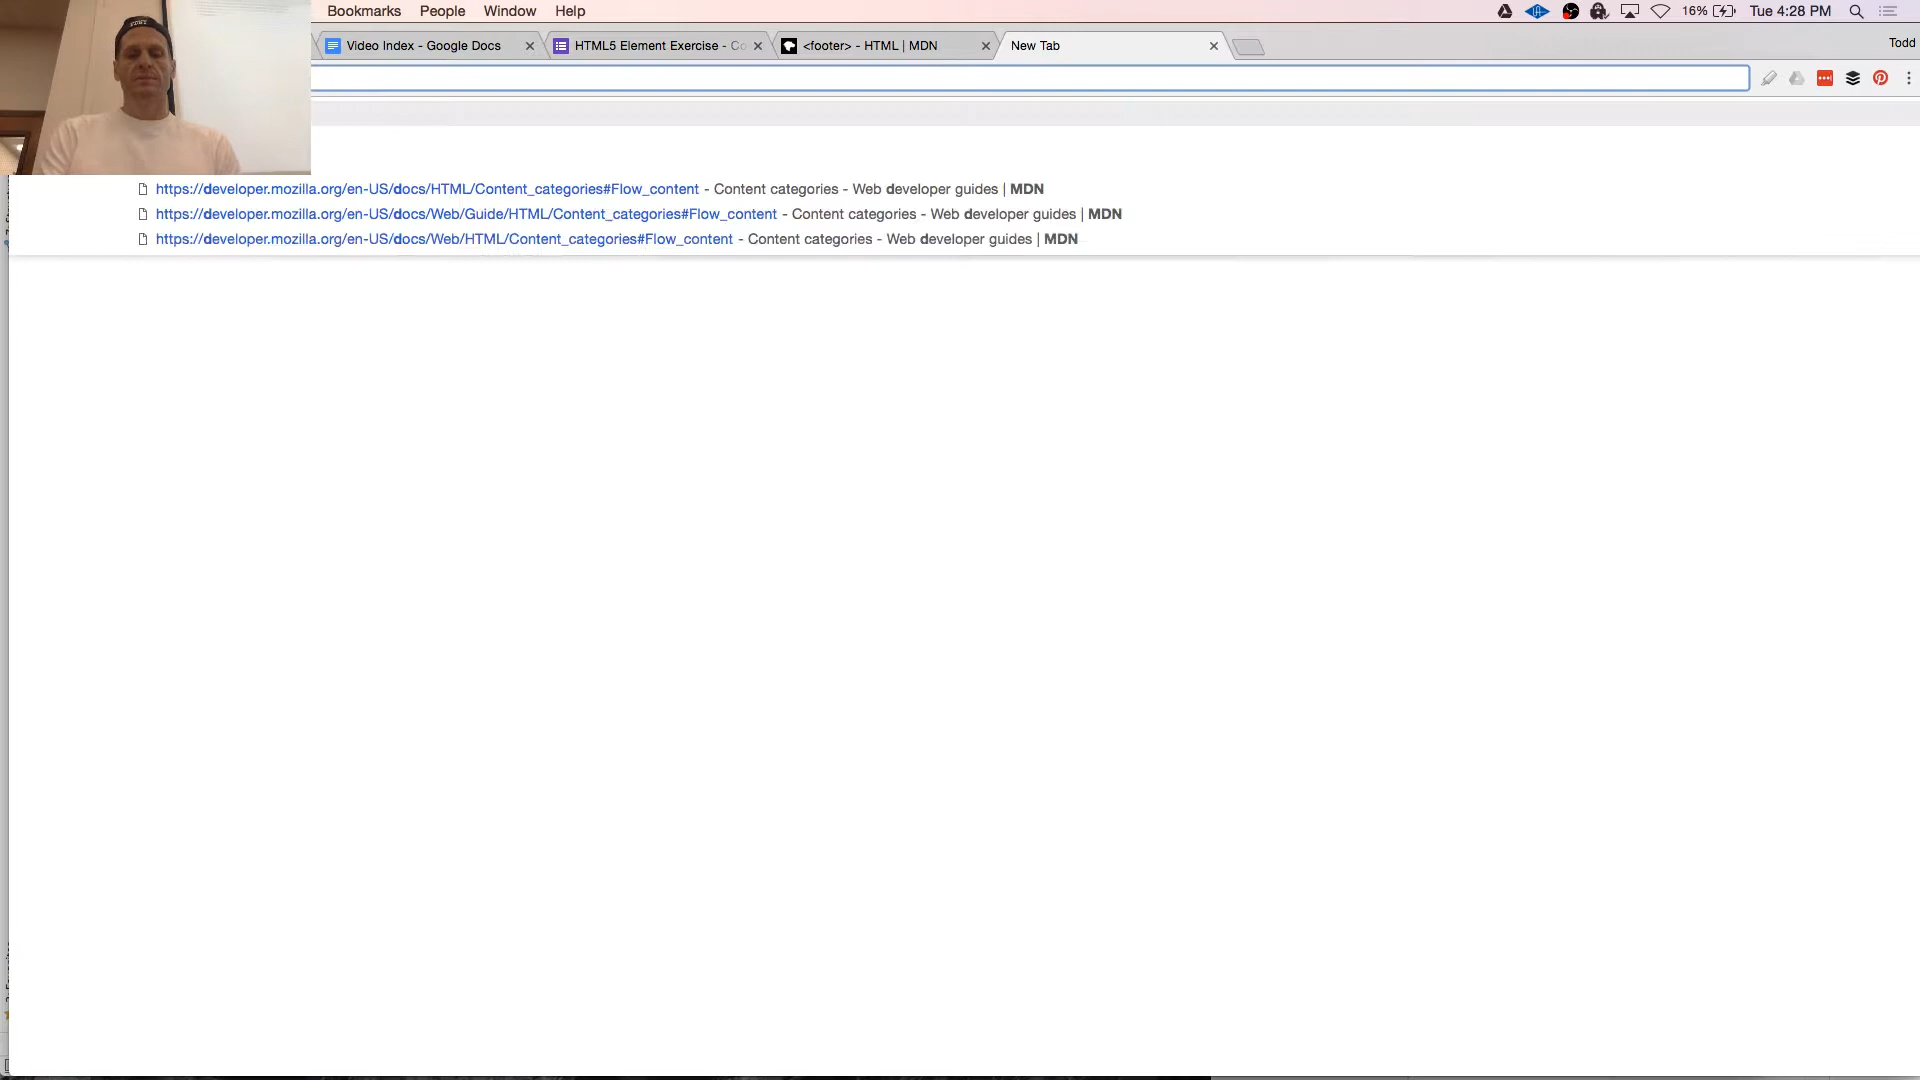 Bookmarks People Window Help 16% Tue 4:28 PM
Video Index - Google Docs HTML5 Element Exercise - Co <footer> - HTML | MDN New Tab Todd
https://developer.mozilla.org/en-US/docs/HTML/Content_categories#Flow_content - Content categories - Web developer guides | MDN
https://developer.mozilla.org/en-US/docs/Web/Guide/HTML/Content_categories#Flow_content - Content categories - Web developer guides | MDN
https://developer.mozilla.org/en-US/docs/Web/HTML/Content_categories#Flow_content - Content categories - Web developer guides | MDN